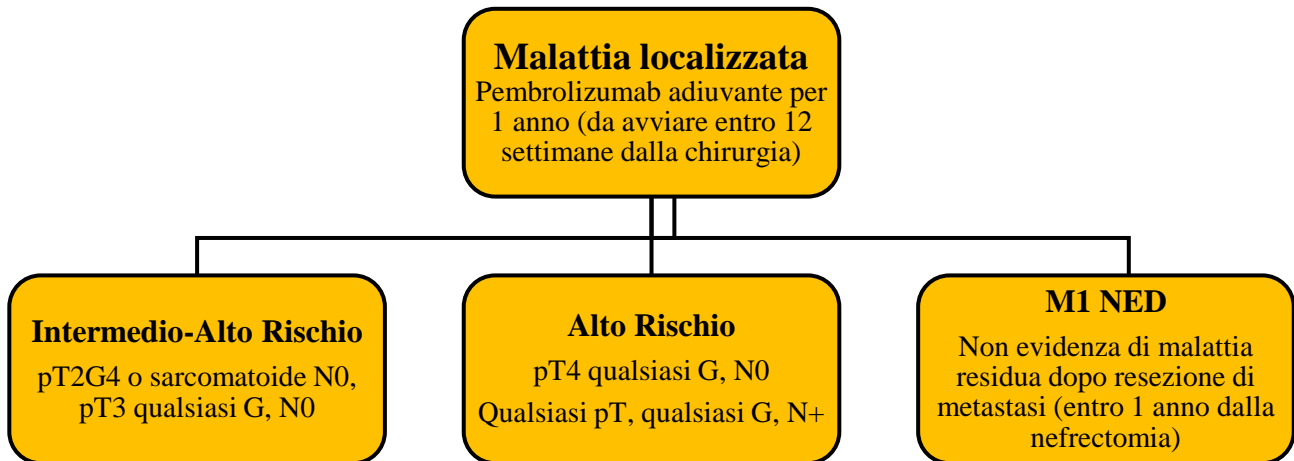 Malattia localizzata
Pembrolizumab adiuvante per
1 anno (da avviare entro 12
settimane dalla chirurgia)
Intermedio-Alto Rischio
pT2G4 o sarcomatoide N0,
pT3 qualsiasi G, N0
Alto Rischio
pT4 qualsiasi G, N0
Qualsiasi pT, qualsiasi G, N+
M1 NED
Non evidenza di malattia
residua dopo resezione di
metastasi (entro 1 anno dalla
nefrectomia)